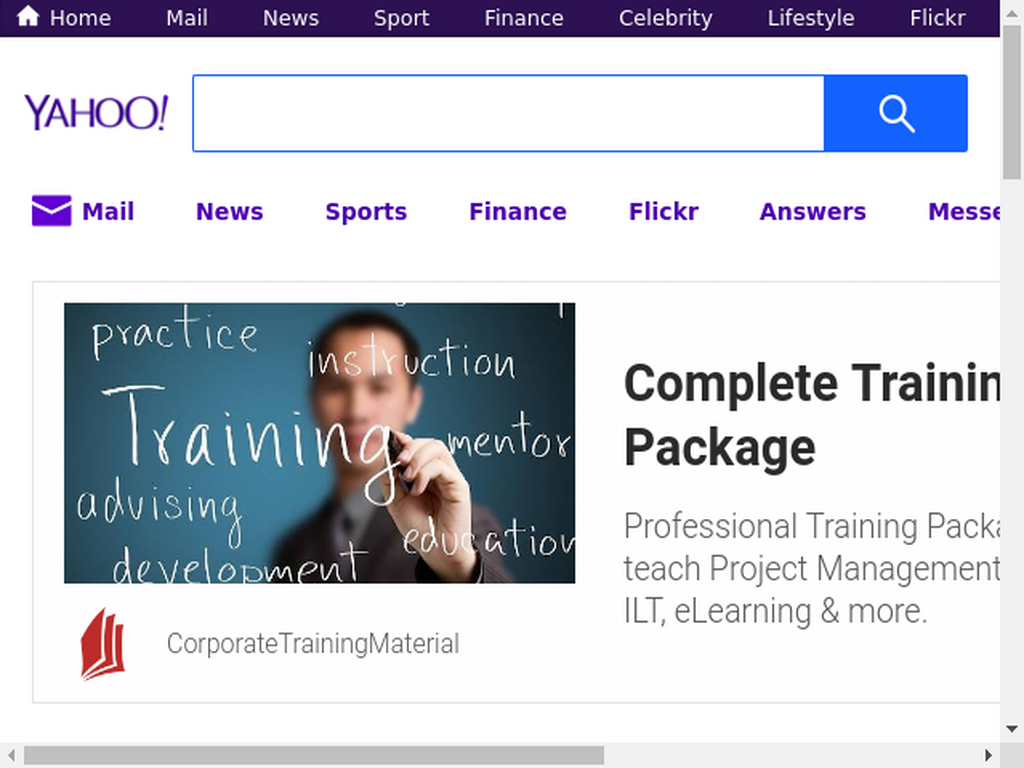 Home Mail News Sport Finance Celebrity Lifestyle Flickr
YAHOO!
Mail News Sports Finance Flickr Answers Messe
practice
instruction
Training
mentor
advising
education
development
Complete Trainin
Package
Professional Training Packa
teach Project Management
ILT, eLearning & more.
CorporateTrainingMaterial